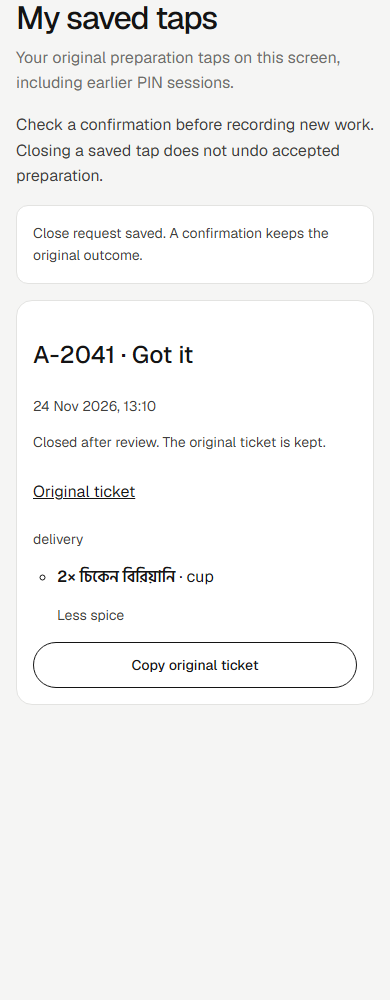 My saved taps
Your original preparation taps on this screen,
including earlier PIN sessions.
Check a confirmation before recording new work.
Closing a saved tap does not undo accepted
preparation.
Close request saved. A confirmation keeps the
original outcome.
A-2041 · Got it
24 Nov 2026, 13:10
Closed after review. The original ticket is kept.
Original ticket
delivery
2× চিকেন বিরিয়ানি · cup
Less spice
Copy original ticket